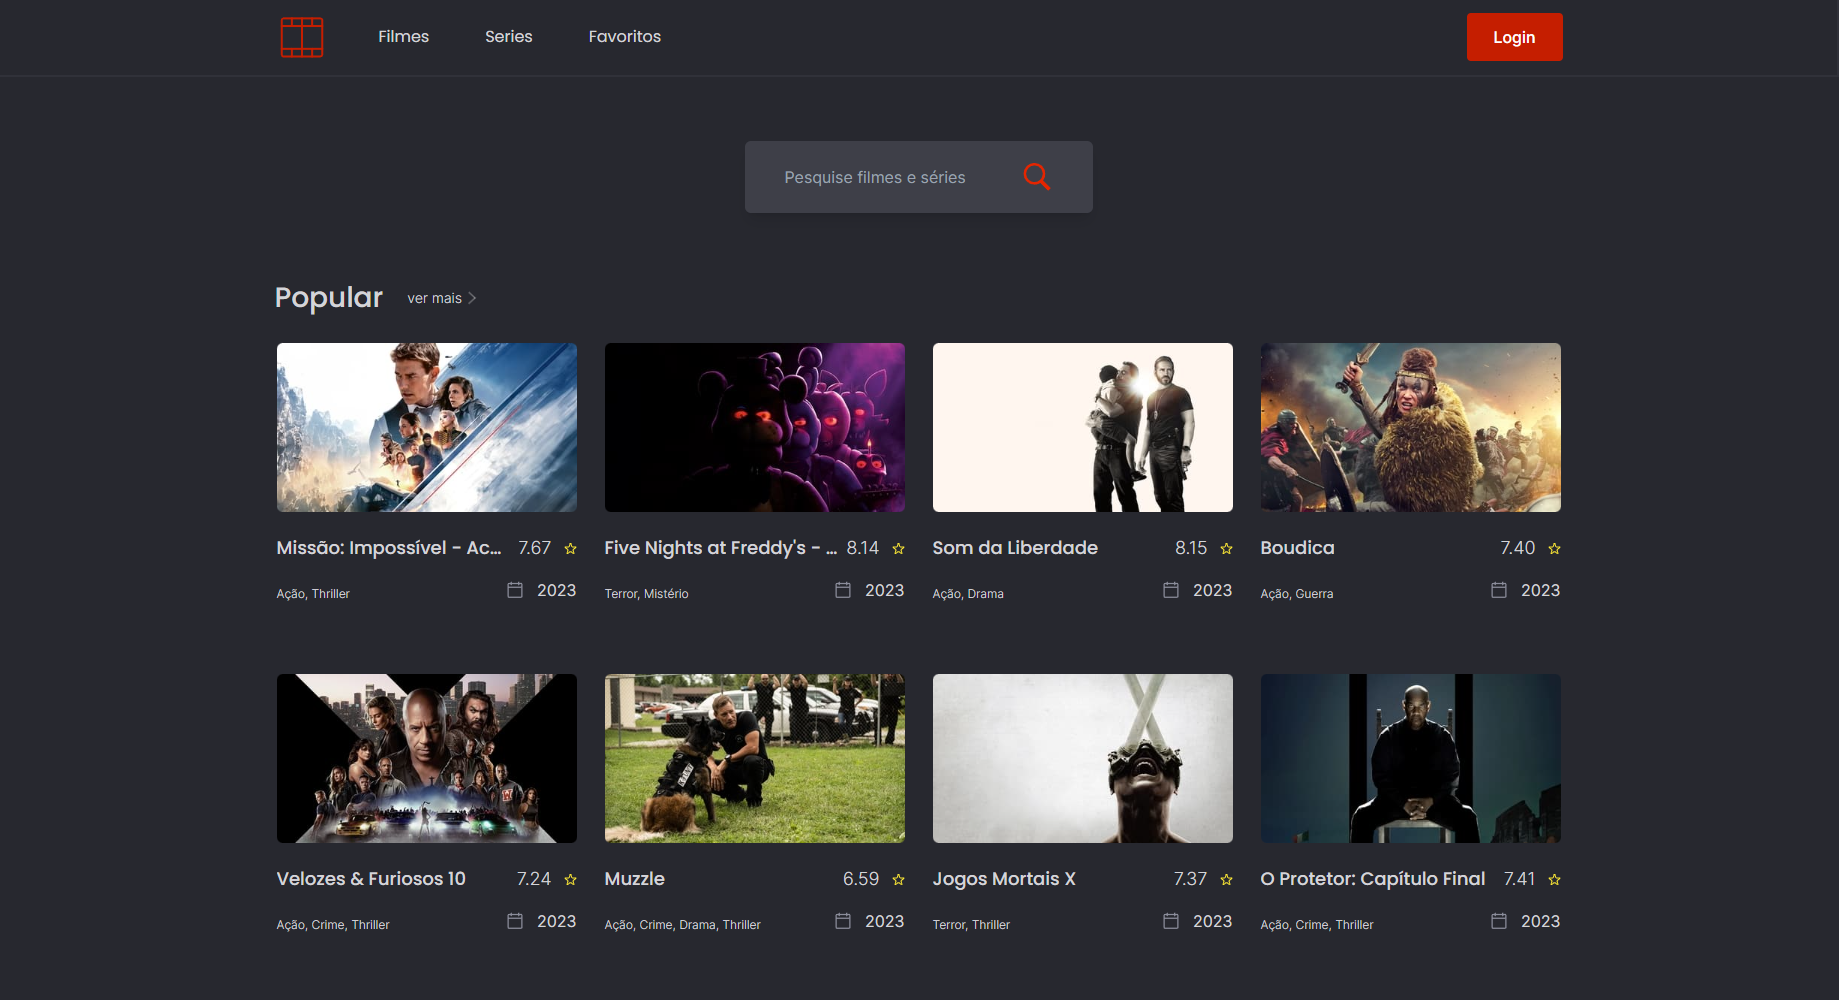 Filmes Series Favoritos Login
Pesquise filmes e séries
Popular ver mais
Missão: Impossível - Ac... 7.67
Ação, Thriller 2023
Five Nights at Freddy's - ... 8.14
Terror, Mistério 2023
Som da Liberdade 8.15
Ação, Drama 2023
Boudica 7.40
Ação, Guerra 2023
Velozes & Furiosos 10 7.24
Ação, Crime, Thriller 2023
Muzzle 6.59
Ação, Crime, Drama, Thriller 2023
Jogos Mortais X 7.37
Terror, Thriller 2023
O Protetor: Capítulo Final 7.41
Ação, Crime, Thriller 2023